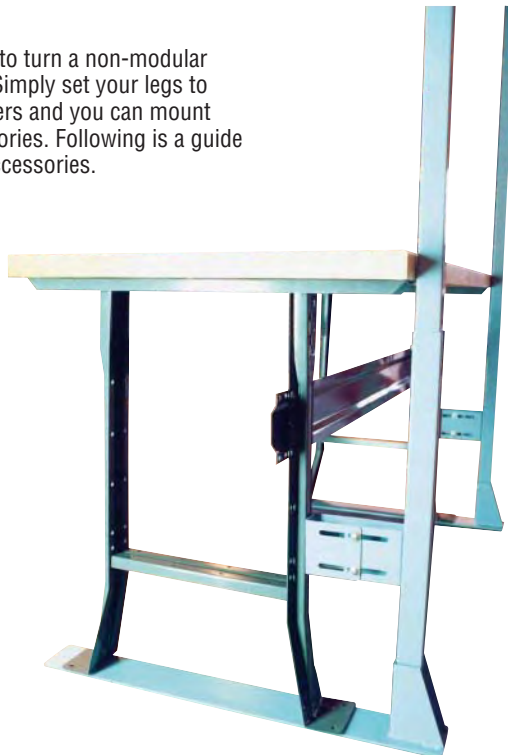 to turn a non-modular
Simply set your legs to
ers and you can mount
ories. Following is a guide
ccessories.